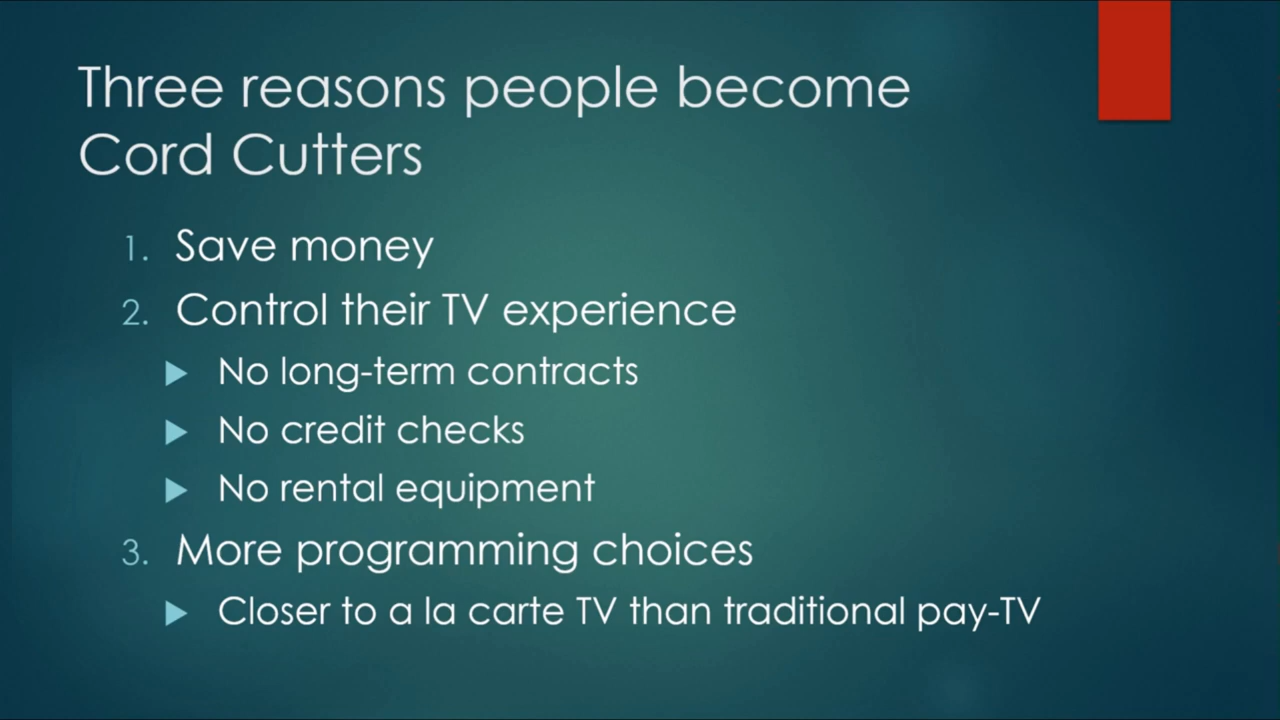 Three reasons people become
Cord Cutters
1. Save money
2. Control their TV experience
No long-term contracts
No credit checks
No rental equipment
3. More programming choices
Closer to a la carte TV than traditional pay-TV